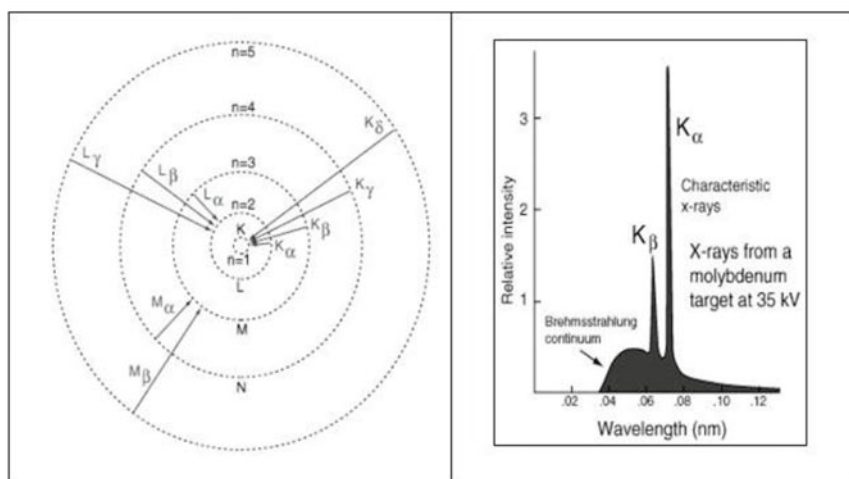 n=5
n=4
n=3
n=2
K
n=1
L
M
N
Kδ
Kγ
Kβ
Kα
Lγ
Lβ
Lα
Mα
Mβ
Relative intensity
3
2
1
Kα
Kβ
Characteristic
x-rays
X-rays from a
molybdenum
target at 35 kV
Brehmsstrahlung
continuum
.02 .04 .06 .08 .10 .12
Wavelength (nm)